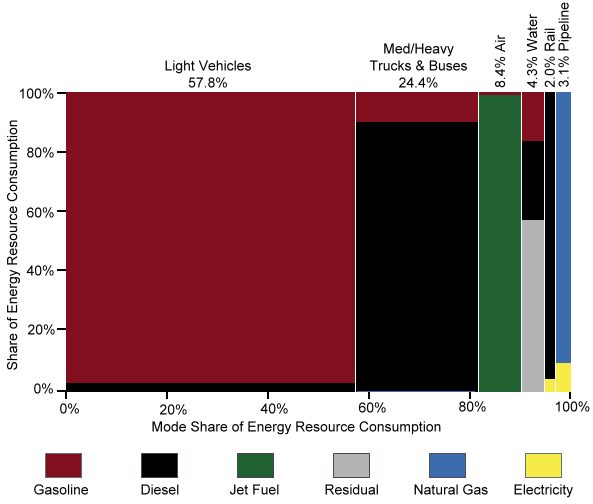 Med/Heavy
Light Vehicles Trucks & Buses
57.8% 24.4%
8.4% Air
4.3% Water
2.0% Rail
3.1% Pipeline
Share of Energy Resource Consumption
100%
80%
60%
40%
20%
0%
0% 20% 40% 60% 80% 100%
Mode Share of Energy Resource Consumption
Gasoline Diesel Jet Fuel Residual Natural Gas Electricity